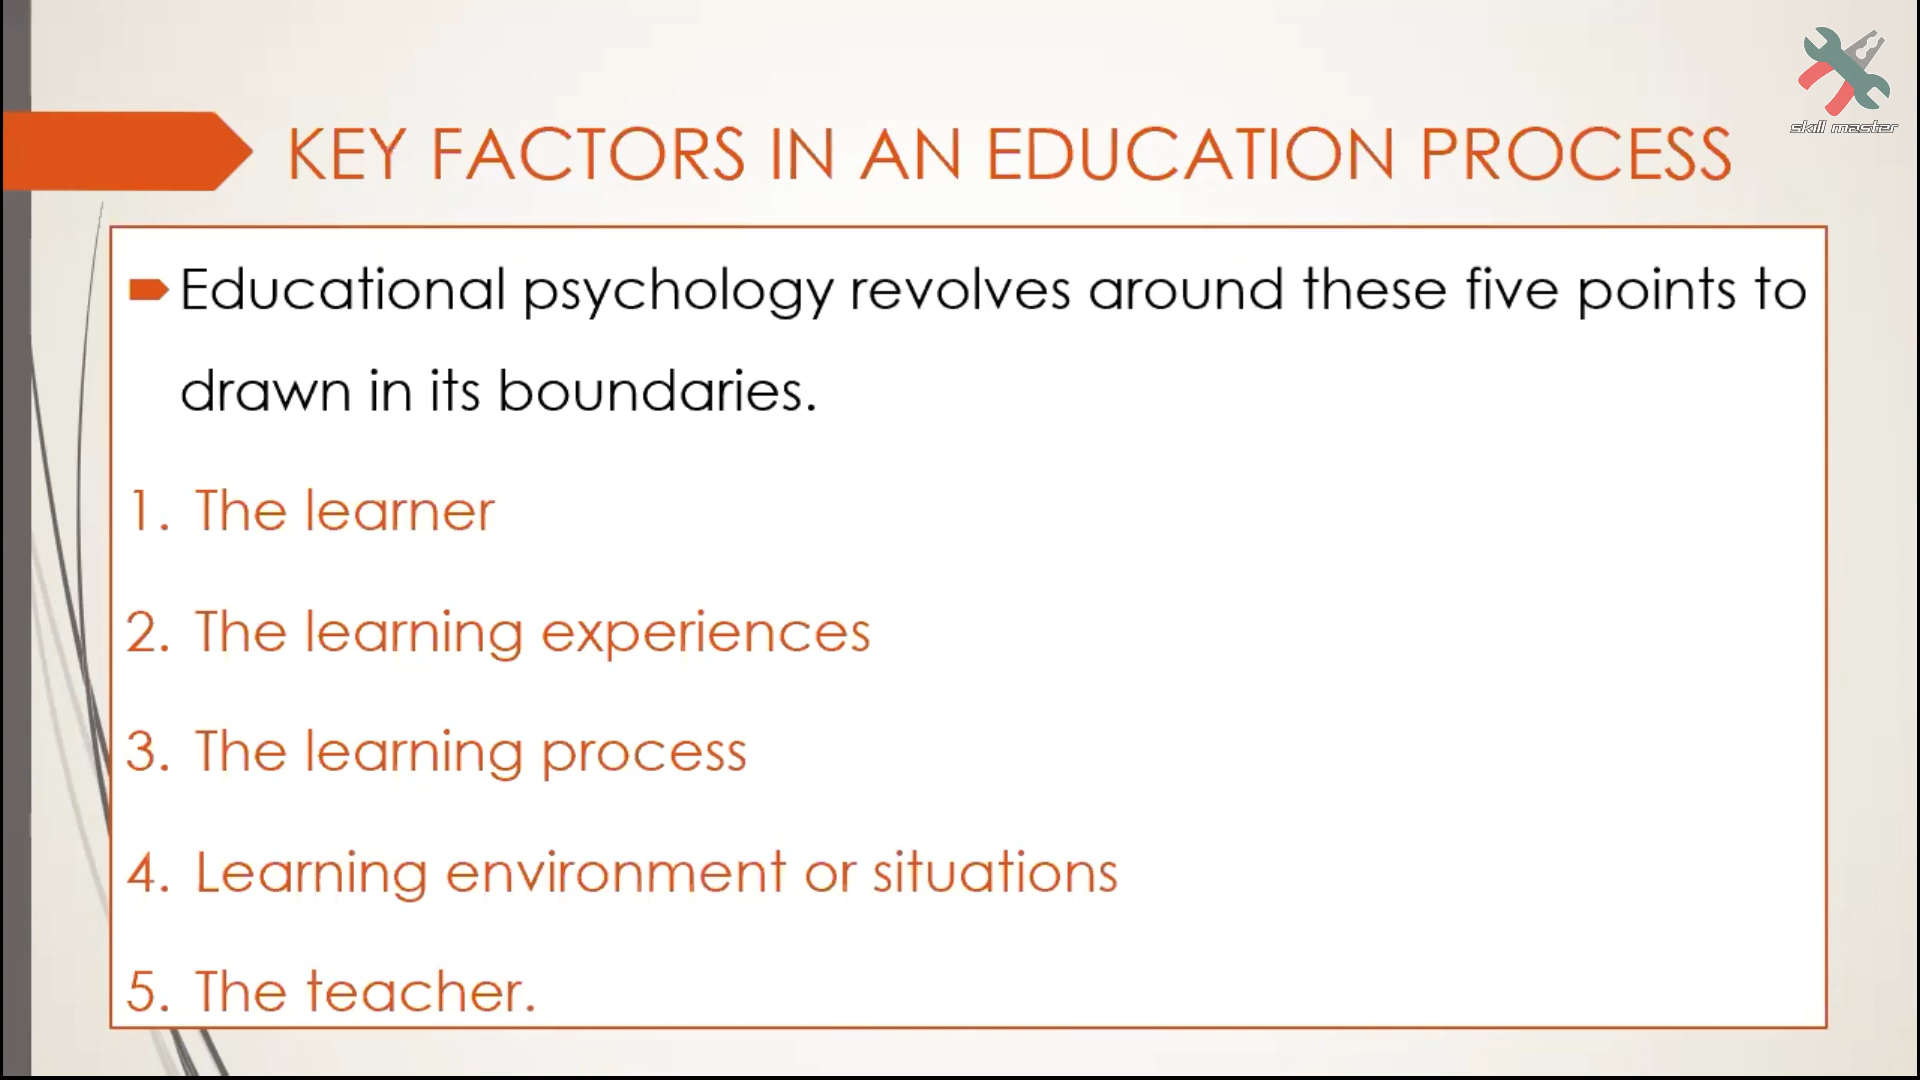 skill master
KEY FACTORS IN AN EDUCATION PROCESS
Educational psychology revolves around these five points to
drawn in its boundaries.
1. The learner
2. The learning experiences
3. The learning process
4. Learning environment or situations
5. The teacher.